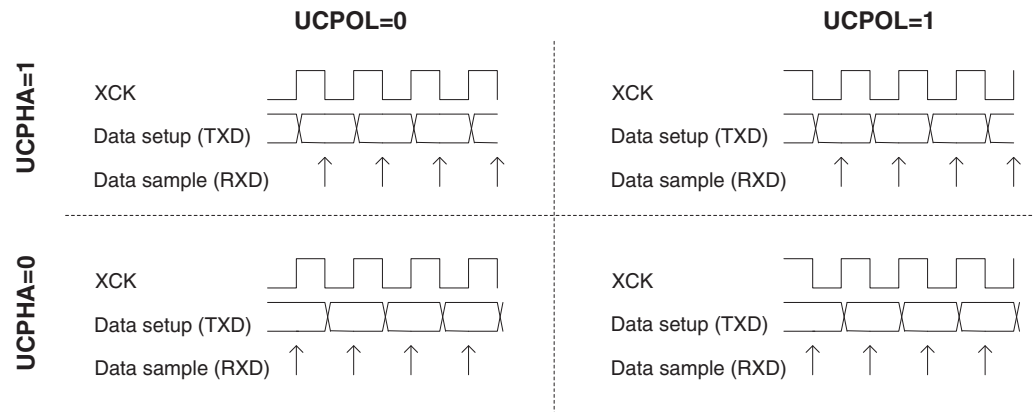 UCPOL=0
UCPOL=1
UCPHA=1
XCK
Data setup (TXD)
Data sample (RXD)
XCK
Data setup (TXD)
Data sample (RXD)
UCPHA=0
XCK
Data setup (TXD)
Data sample (RXD)
XCK
Data setup (TXD)
Data sample (RXD)